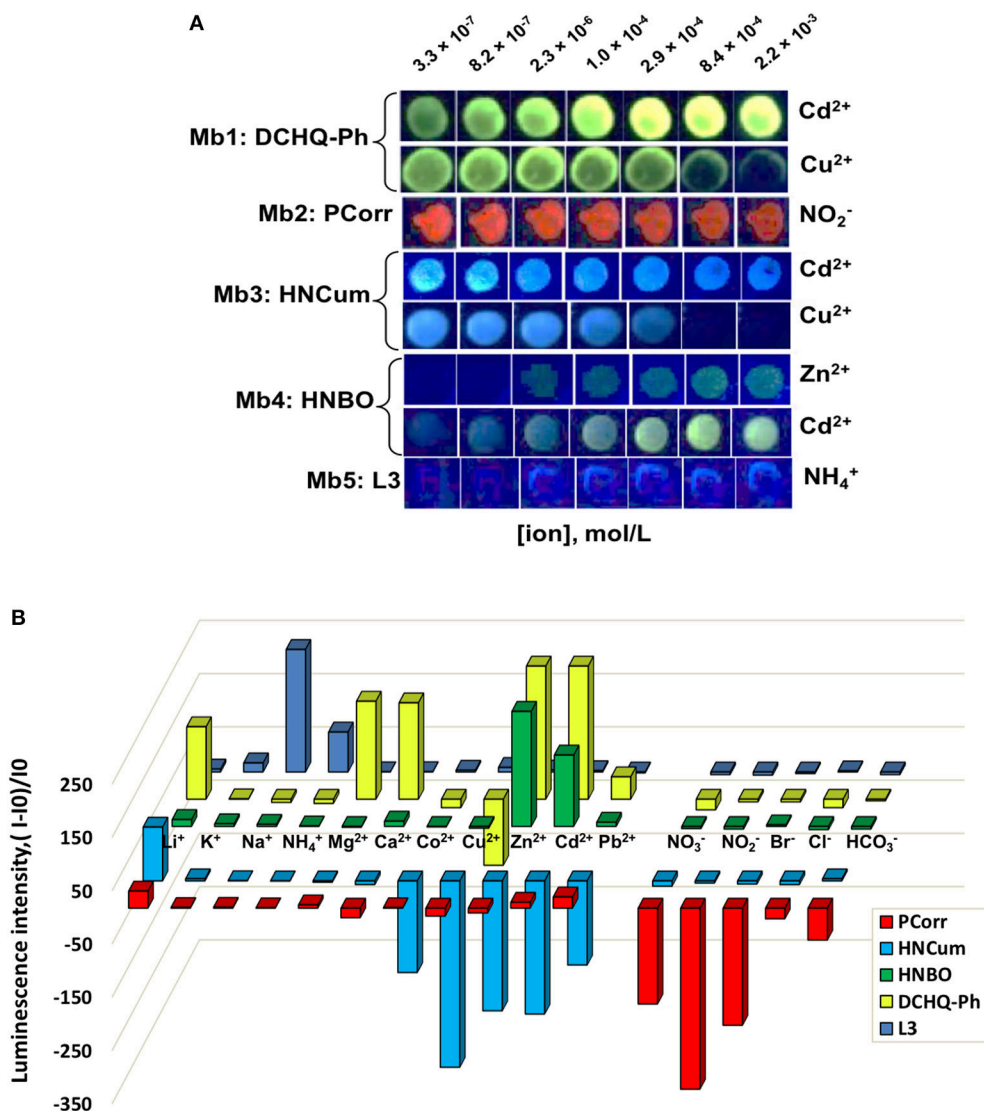 A
3.3 × 10⁻⁷ 8.2 × 10⁻⁷ 2.3 × 10⁻⁶ 1.0 × 10⁻⁴ 2.9 × 10⁻⁴ 8.4 × 10⁻⁴ 2.2 × 10⁻³
Mb1: DCHQ-Ph
Cd²⁺
Cu²⁺
Mb2: PCorr
NO₂⁻
Mb3: HNCum
Cd²⁺
Cu²⁺
Mb4: HNBO
Zn²⁺
Cd²⁺
Mb5: L3
NH₄⁺
[ion], mol/L
B
Luminescence intensity,( I-I0)/I0
250
150
50
-50
-150
-250
-350
Li⁺ K⁺ Na⁺ NH₄⁺ Mg²⁺ Ca²⁺ Co²⁺ Cu²⁺ Zn²⁺ Cd²⁺ Pb²⁺ NO₃⁻ NO₂⁻ Br⁻ Cl⁻ HCO₃⁻
PCorr
HNCum
HNBO
DCHQ-Ph
L3